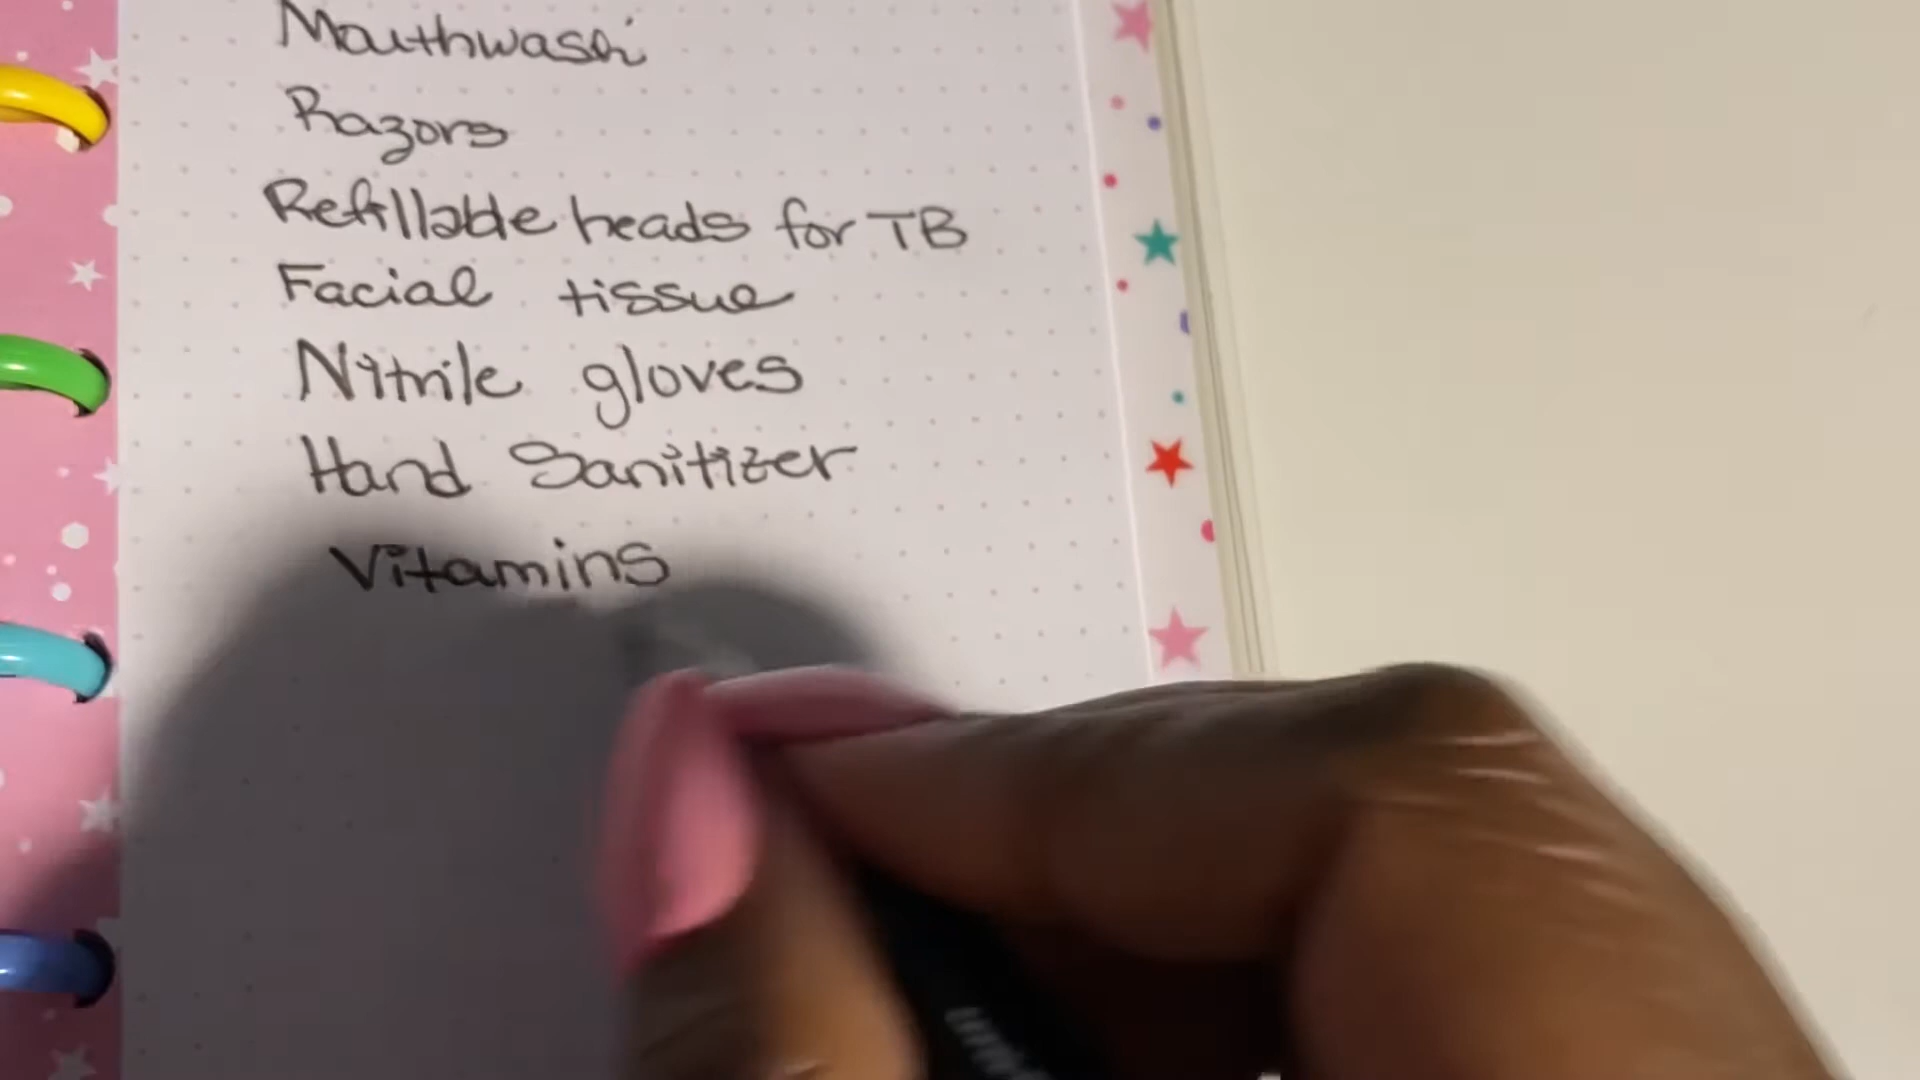 Mouthwash
Razors
Refillable heads for TB
Facial tissue
Nitrile gloves
Hand Sanitizer
Vitamins